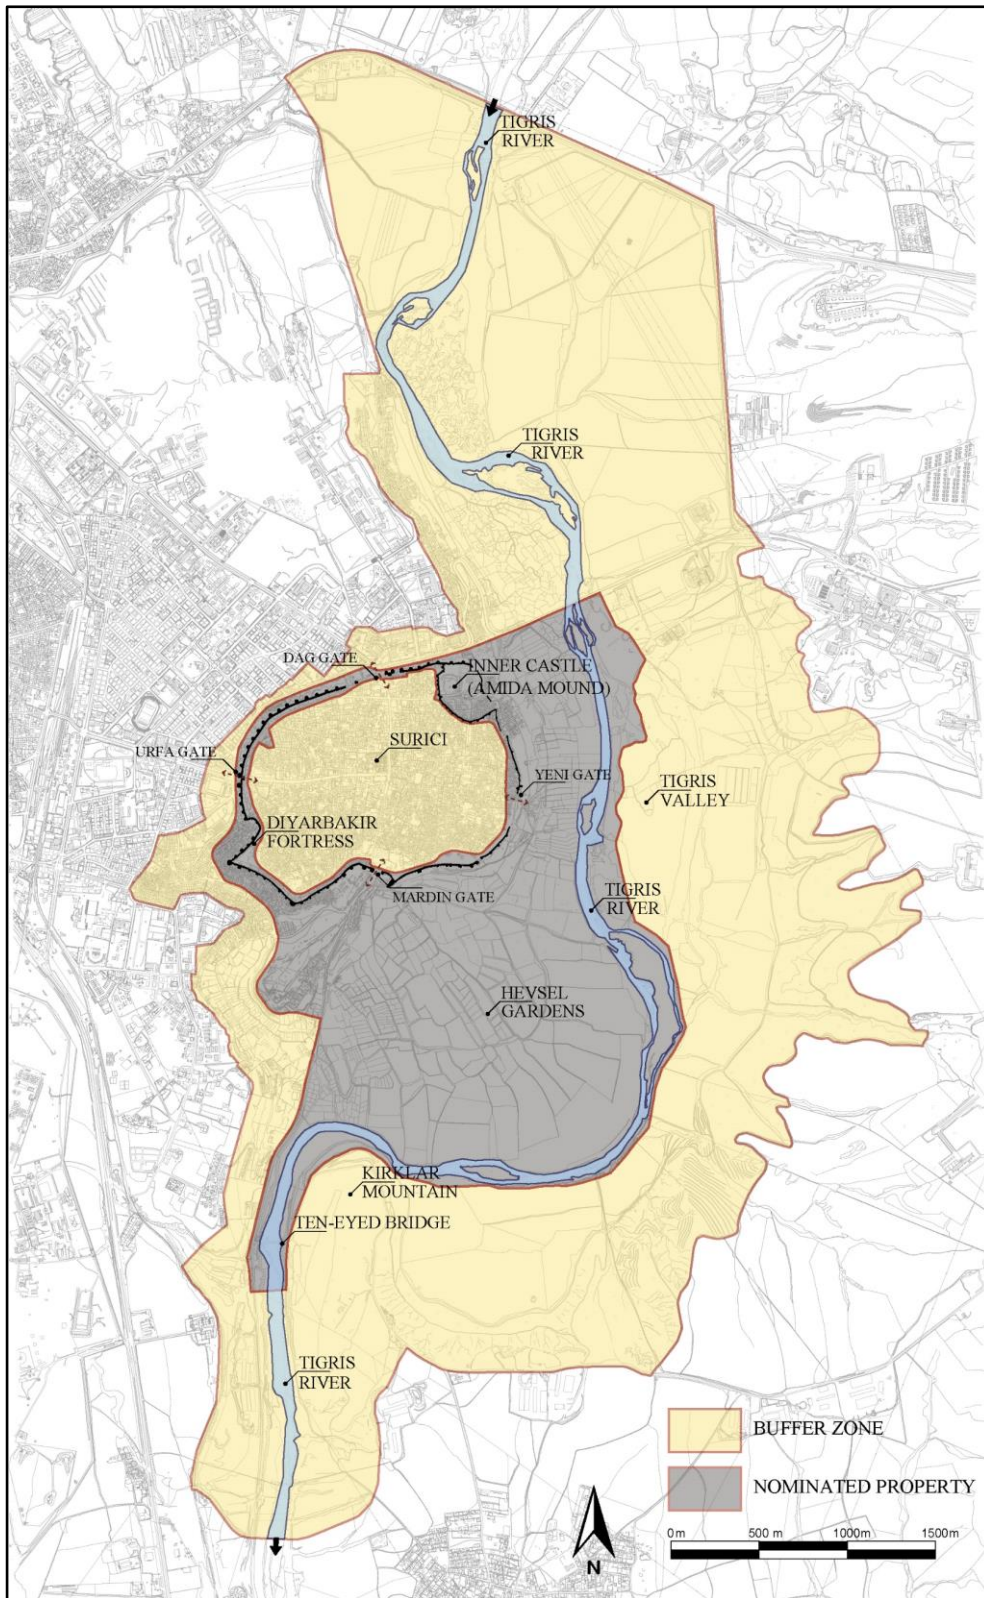 TIGRIS
RIVER
TIGRIS
RIVER
DAG GATE
INNER CASTLE
(AMIDA MOUND)
SURICI
URFA GATE
YENI GATE
TIGRIS
VALLEY
DIYARBAKIR
FORTRESS
MARDIN GATE
TIGRIS
RIVER
HEVSEL
GARDENS
KIRKLAR
MOUNTAIN
TEN-EYED BRIDGE
TIGRIS
RIVER
BUFFER ZONE
NOMINATED PROPERTY
0m 500 m 1000m 1500m
N